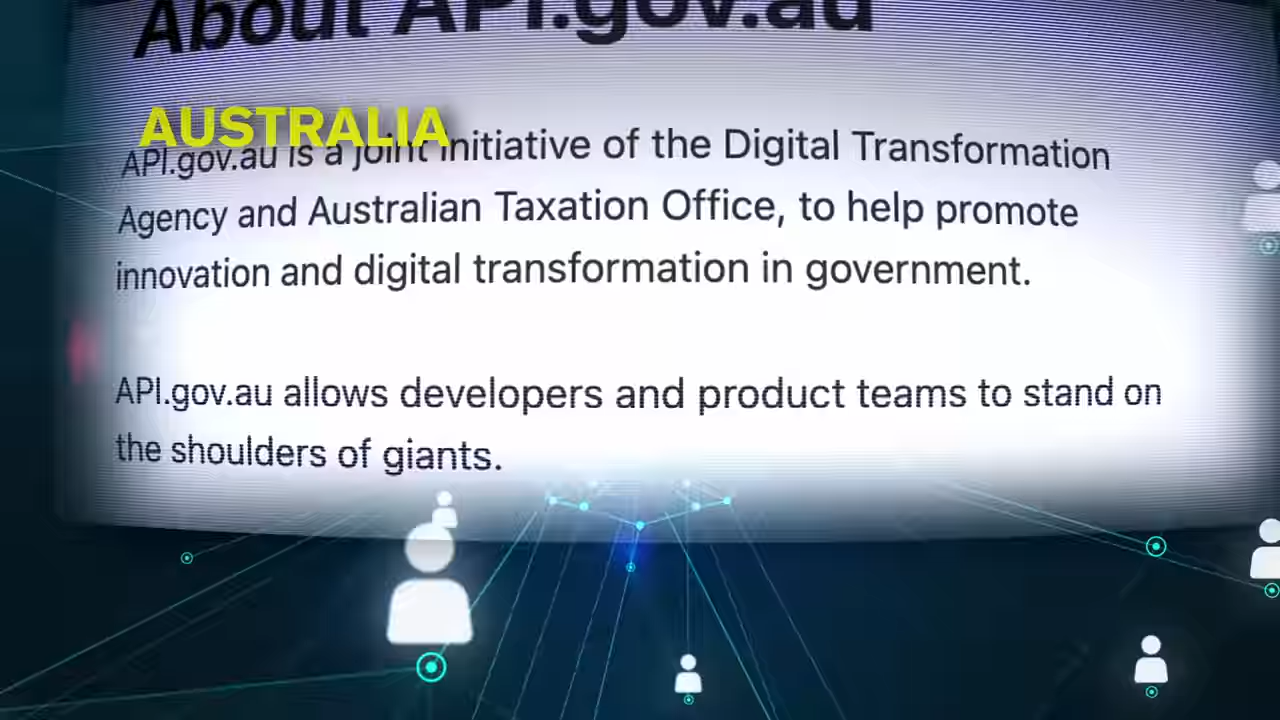 About API.gov.au
AUSTRALIA
API.gov.au is a joint initiative of the Digital Transformation
Agency and Australian Taxation Office, to help promote
innovation and digital transformation in government.
API.gov.au allows developers and product teams to stand on
the shoulders of giants.